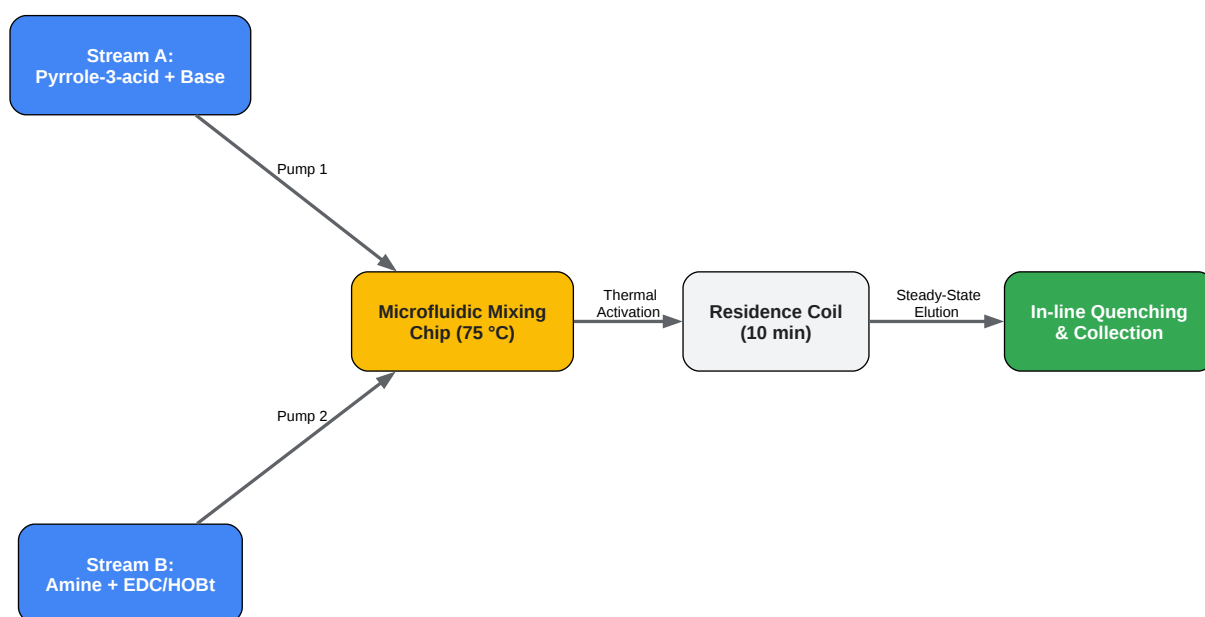 Stream A:
Pyrrole-3-acid + Base
Pump 1
Microfluidic Mixing
Chip (75 °C)
Thermal
Activation
Residence Coil
(10 min)
Steady-State
Elution
In-line Quenching
& Collection
Pump 2
Stream B:
Amine + EDC/HOBt